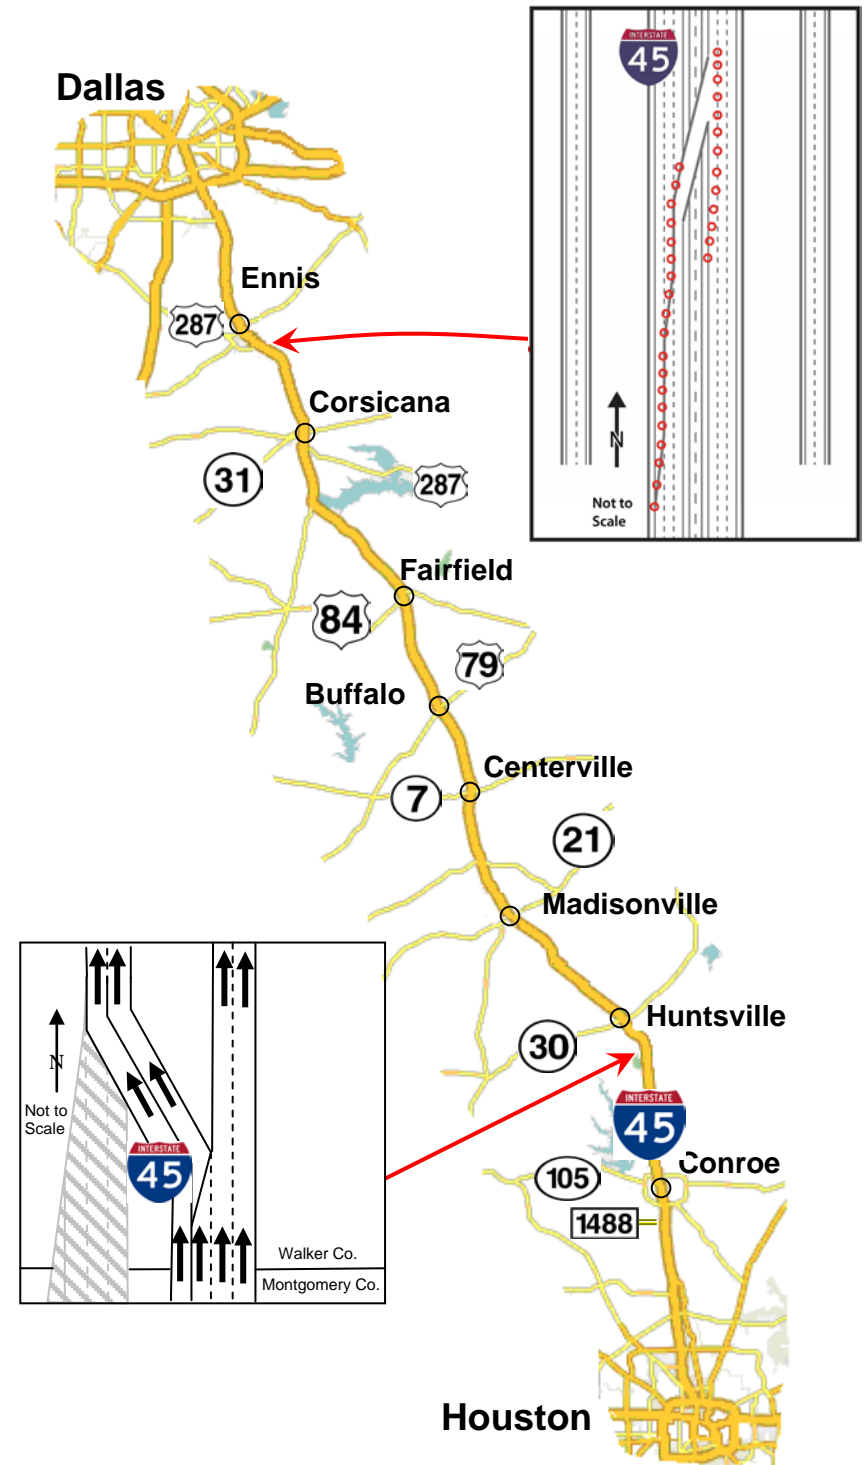 Dallas
INTERSTATE
45
N
Not to
Scale
Ennis
287
Corsicana
31
287
Fairfield
84
79
Buffalo
Centerville
7
21
Madisonville
Huntsville
30
N
Not to
Scale
INTERSTATE
45
Walker Co.
Montgomery Co.
INTERSTATE
45
Conroe
105
1488
Houston